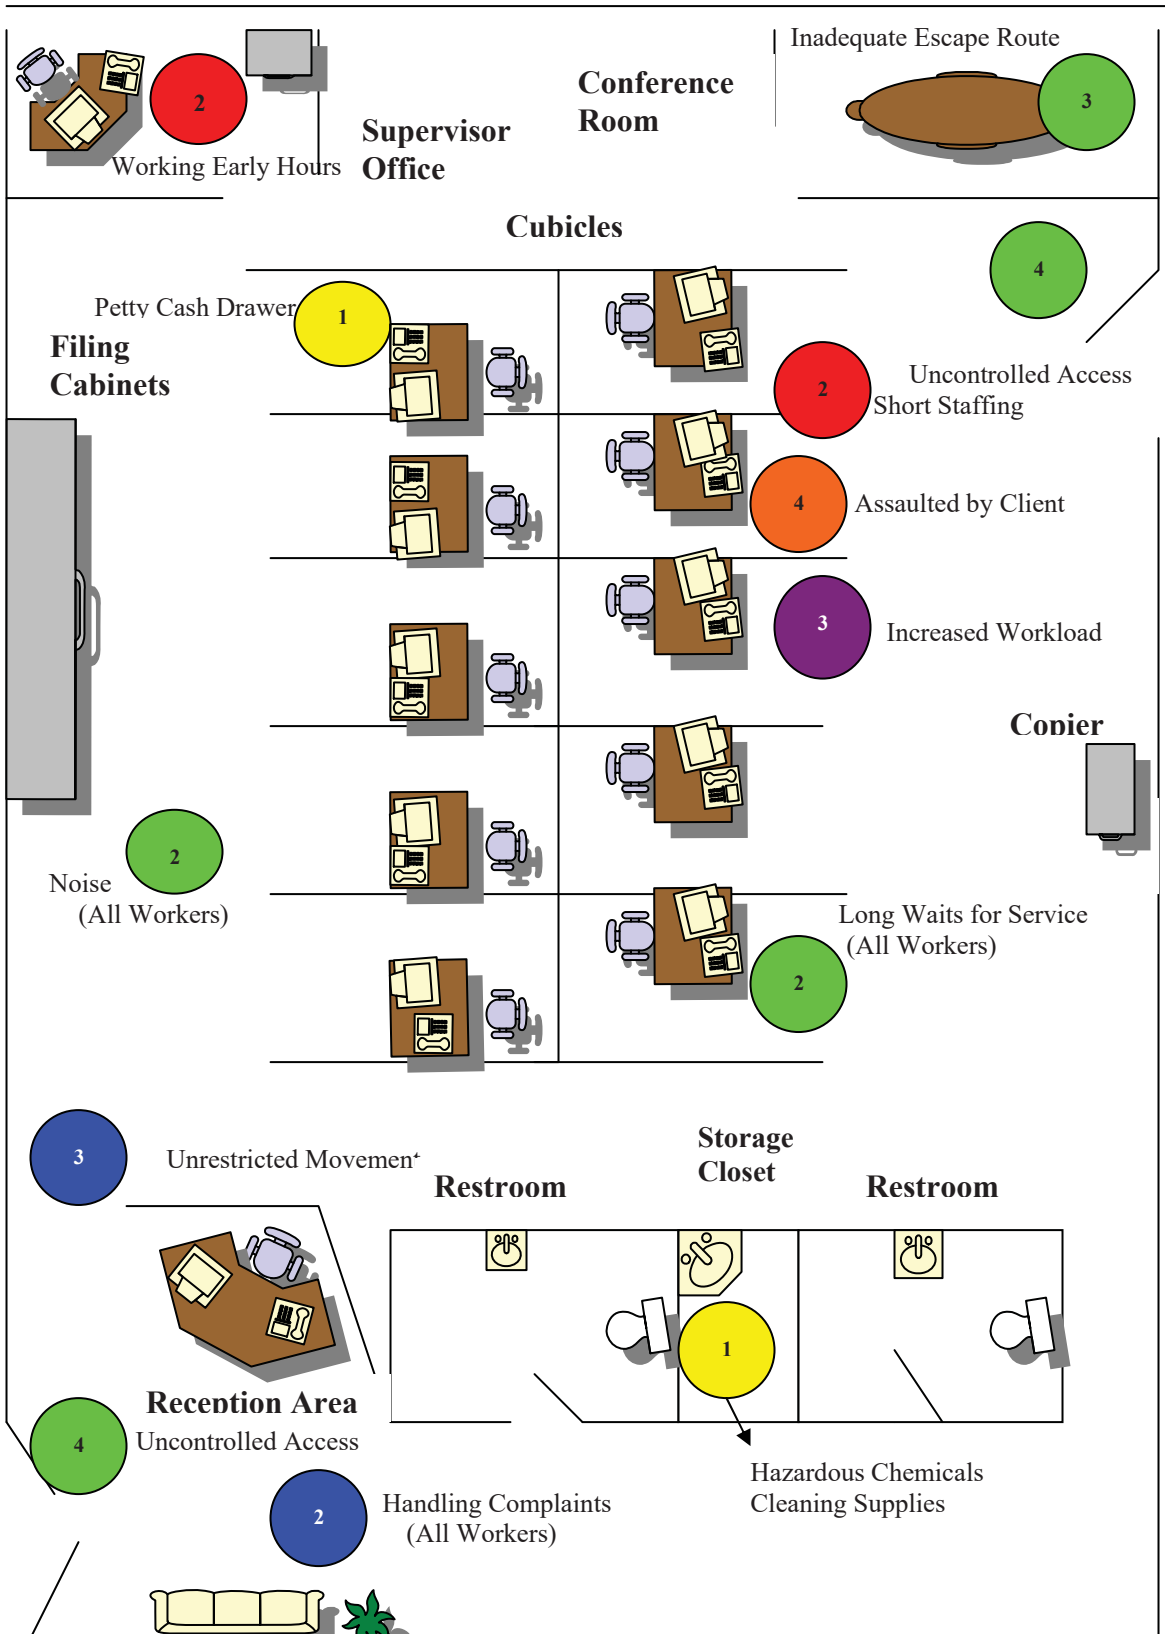 Inadequate Escape Route
3
2
Conference
Room
Supervisor
Office
Working Early Hours
Cubicles
4
Petty Cash Drawer
1
Filing
Cabinets
2
Uncontrolled Access
Short Staffing
4
Assaulted by Client
3
Increased Workload
Copier
2
Noise
(All Workers)
Long Waits for Service
(All Workers)
2
3
Unrestricted Movement
Storage
Closet
Restroom
Restroom
1
Reception Area
4
Uncontrolled Access
Hazardous Chemicals
Cleaning Supplies
2
Handling Complaints
(All Workers)